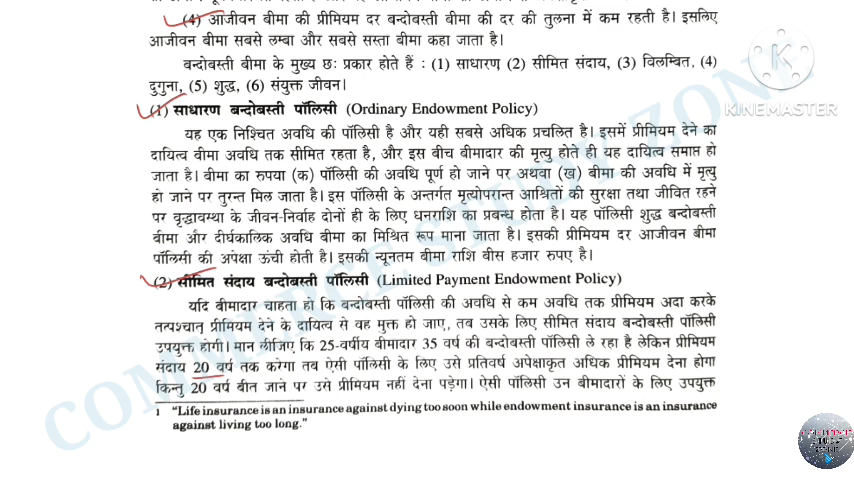 (4) आजीवन बीमा की प्रीमियम दर बन्दोबस्ती बीमा की दर की तुलना में कम रहती है। इसलिए
आजीवन बीमा सबसे लम्बा और सबसे सस्ता बीमा कहा जाता है।
बन्दोबस्ती बीमा के मुख्य छः प्रकार होते हैं : (1) साधारण, (2) सीमित संदाय, (3) विलम्बित, (4)
दुगुना, (5) शुद्ध, (6) संयुक्त जीवन।
(1) साधारण बन्दोबस्ती पॉलिसी (Ordinary Endowment Policy)
यह एक निश्चित अवधि की पॉलिसी है और यही सबसे अधिक प्रचलित है। इसमें प्रीमियम देने का
दायित्व बीमा अवधि तक सीमित रहता है, और इस बीच बीमादार की मृत्यु होते ही यह दायित्व समाप्त हो
जाता है। बीमा का रुपया (क) पॉलिसी की अवधि पूर्ण हो जाने पर अथवा (ख) बीमा की अवधि में मृत्यु
हो जाने पर तुरन्त मिल जाता है। इस पॉलिसी के अन्तर्गत मृत्योपरान्त आश्रितों की सुरक्षा तथा जीवित रहने
पर वृद्धावस्था के जीवन-निर्वाह दोनों ही के लिए धनराशि का प्रबन्ध होता है। यह पॉलिसी शुद्ध बन्दोबस्ती
बीमा और दीर्घकालिक अवधि बीमा का मिश्रित रूप माना जाता है। इसकी प्रीमियम दर आजीवन बीमा
पॉलिसी की अपेक्षा ऊंची होती है। इसकी न्यूनतम बीमा राशि बीस हजार रुपए है।
(2) सीमित संदाय बन्दोबस्ती पॉलिसी (Limited Payment Endowment Policy)
यदि बीमादार चाहता हो कि बन्दोबस्ती पॉलिसी की अवधि से कम अवधि तक प्रीमियम अदा करके
तत्पश्चात् प्रीमियम देने के दायित्व से वह मुक्त हो जाए, तब उसके लिए सीमित संदाय बन्दोबस्ती पॉलिसी
उपयुक्त होगी। मान लीजिए कि 25-वर्षीय बीमादार 35 वर्ष की बन्दोबस्ती पॉलिसी ले रहा है लेकिन प्रीमियम
संदाय 20 वर्ष तक करेगा तब ऐसी पॉलिसी के लिए उसे प्रतिवर्ष अपेक्षाकृत अधिक प्रीमियम देना होगा
किन्तु 20 वर्ष बीत जाने पर उसे प्रीमियम नहीं देना पड़ेगा। ऐसी पॉलिसी उन बीमादारों के लिए उपयुक्त
1 "Life insurance is an insurance against dying too soon while endowment insurance is an insurance
against living too long."
COMMERCE STUDY ZONE
KINEMASTER